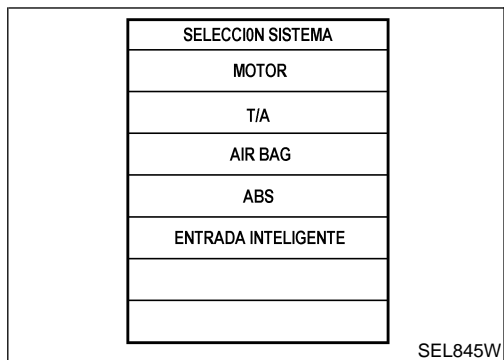 SELECCI0N SISTEMA
MOTOR
T/A
AIR BAG
ABS
ENTRADA INTELIGENTE
SEL845W